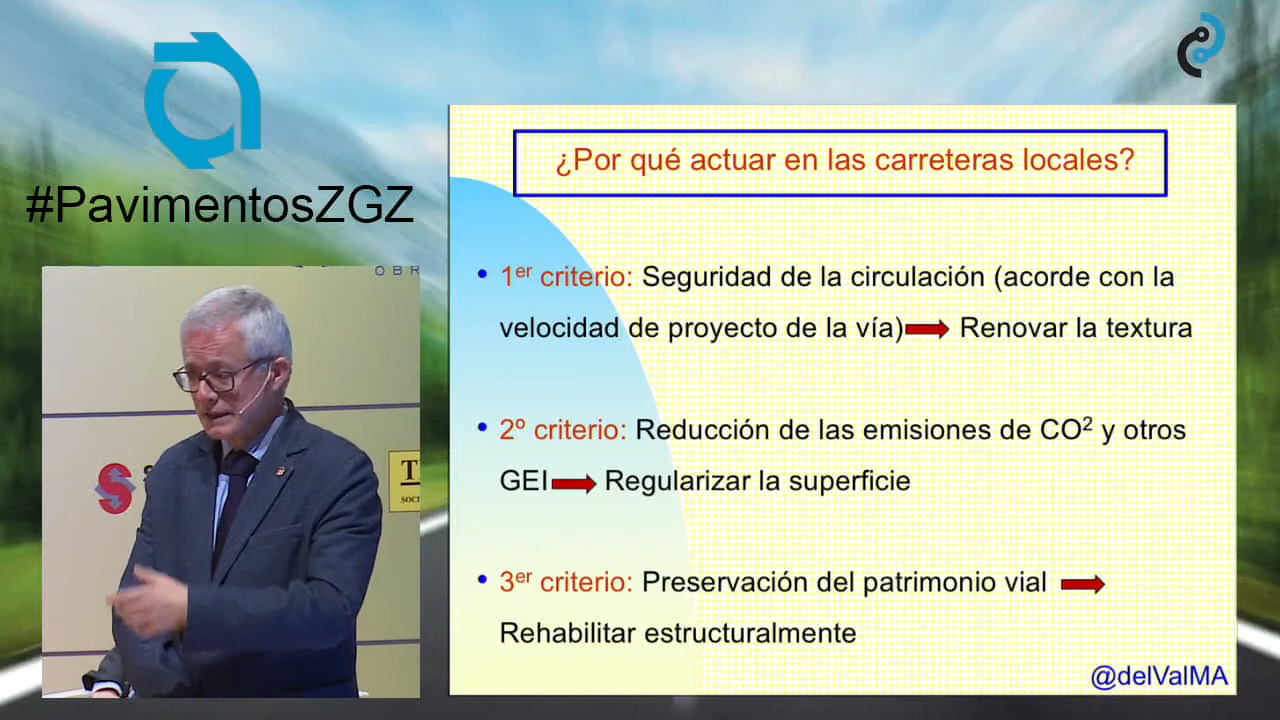 #PavimentosZGZ
OBR
S
T
SOCI
¿Por qué actuar en las carreteras locales?
• 1er criterio: Seguridad de la circulación (acorde con la
velocidad de proyecto de la vía) Renovar la textura
• 2º criterio: Reducción de las emisiones de CO² y otros
GEI Regularizar la superficie
• 3er criterio: Preservación del patrimonio vial
Rehabilitar estructuralmente
@delValMA